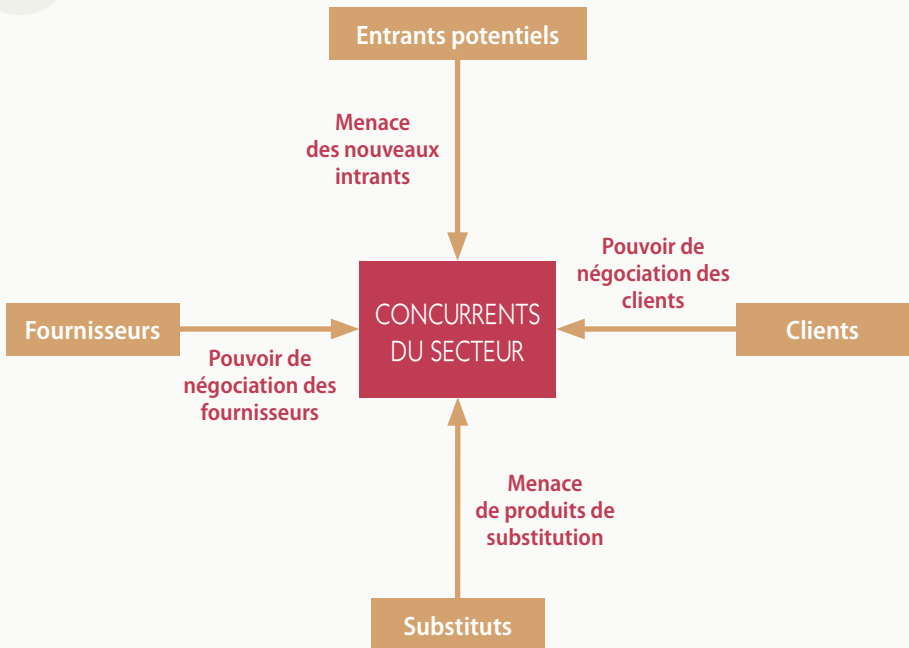 Entrants potentiels
Menace
des nouveaux
intrants
Pouvoir de
négociation des
clients
Fournisseurs
CONCURRENTS
DU SECTEUR
Clients
Pouvoir de
négociation des
fournisseurs
Menace
de produits de
substitution
Substituts